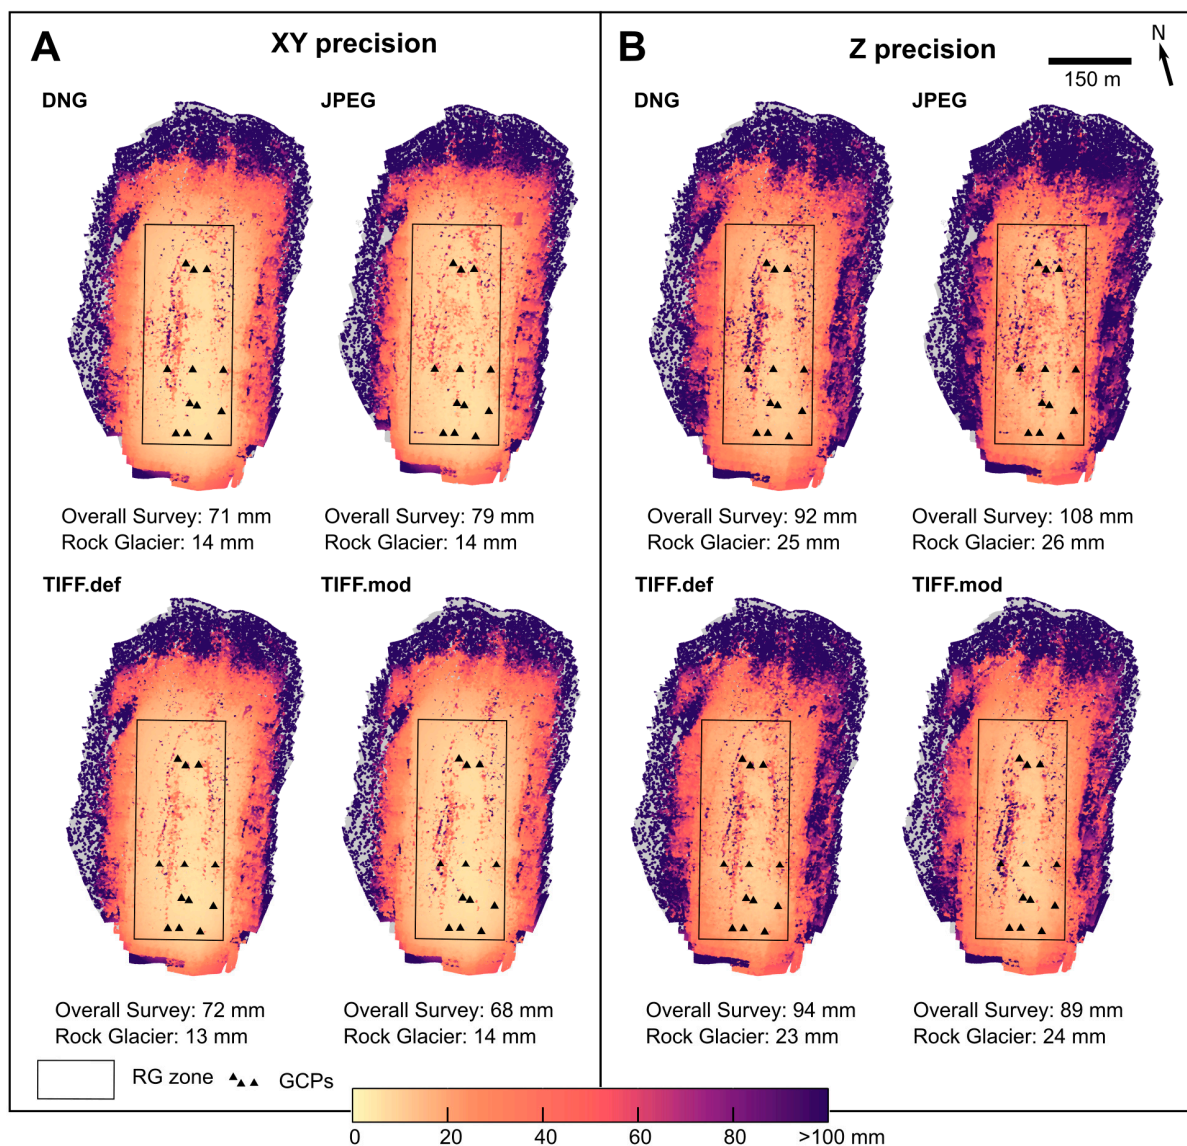 A XY precision
B Z precision
N
150 m
DNG
JPEG
DNG
JPEG
Overall Survey: 71 mm
Rock Glacier: 14 mm
Overall Survey: 79 mm
Rock Glacier: 14 mm
Overall Survey: 92 mm
Rock Glacier: 25 mm
Overall Survey: 108 mm
Rock Glacier: 26 mm
TIFF.def
TIFF.mod
TIFF.def
TIFF.mod
Overall Survey: 72 mm
Rock Glacier: 13 mm
Overall Survey: 68 mm
Rock Glacier: 14 mm
Overall Survey: 94 mm
Rock Glacier: 23 mm
Overall Survey: 89 mm
Rock Glacier: 24 mm
RG zone
GCPs
0 20 40 60 80 >100 mm